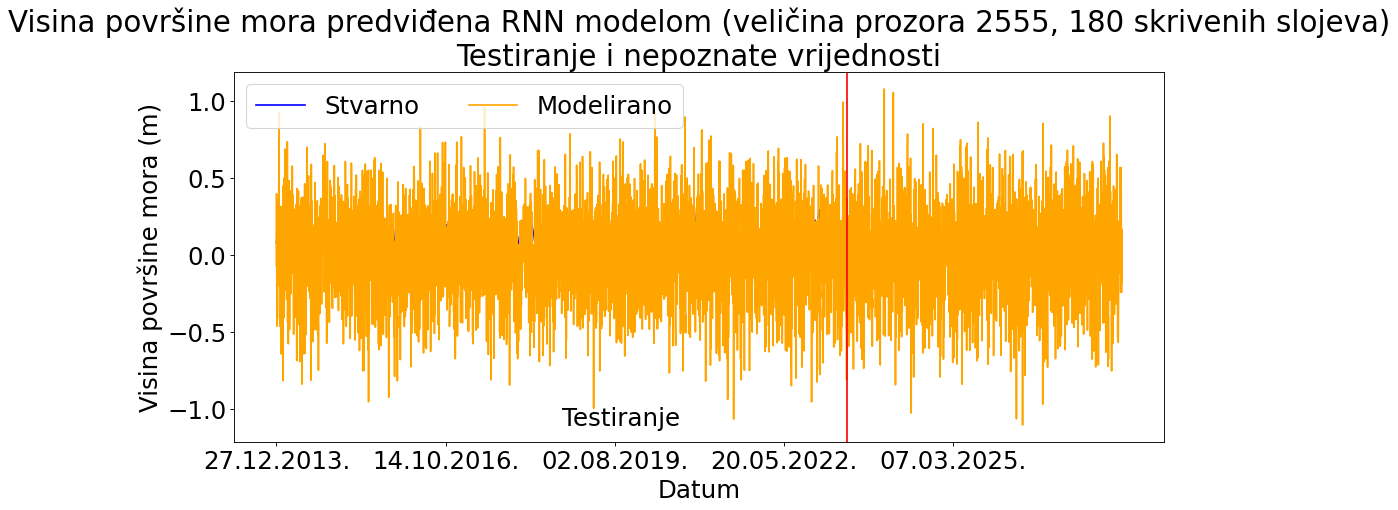 Visina površine mora predviđena RNN modelom (veličina prozora 2555, 180 skrivenih slojeva)
Testiranje i nepoznate vrijednosti
Stvarno
Modelirano
Visina površine mora (m)
1.0
0.5
0.0
−0.5
−1.0
Testiranje
27.12.2013.
14.10.2016.
02.08.2019.
20.05.2022.
07.03.2025.
Datum